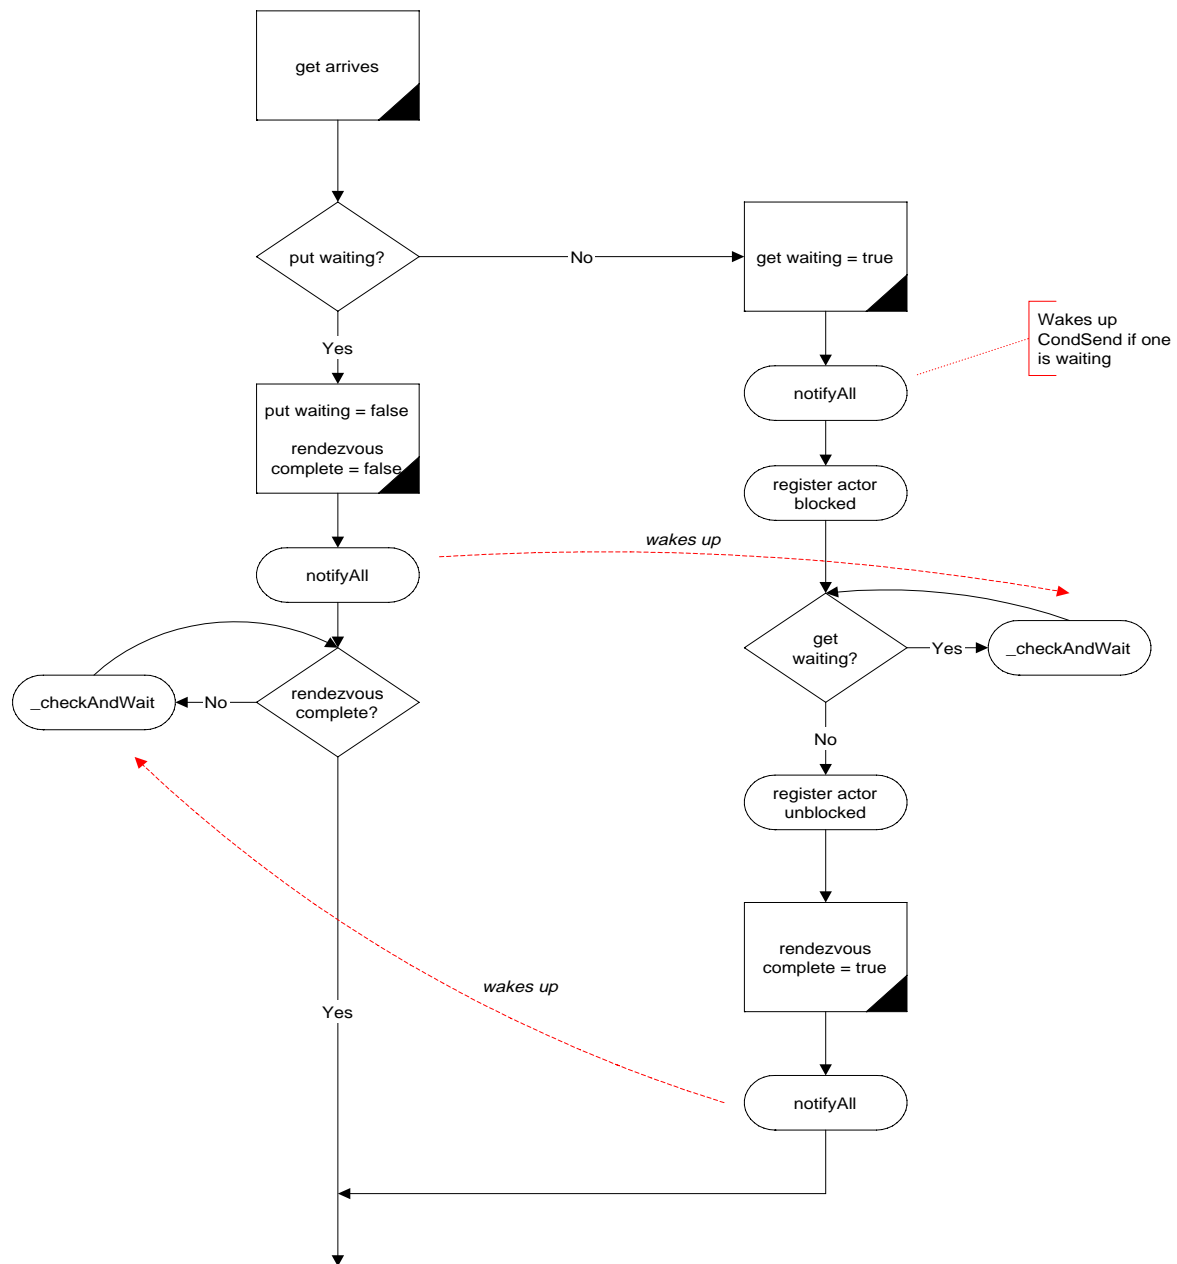 get arrives
put waiting?
No
get waiting = true
Wakes up
CondSend if one
is waiting
Yes
put waiting = false
rendezvous
complete = false
notifyAll
register actor
blocked
wakes up
notifyAll
get
waiting?
Yes
_checkAndWait
_checkAndWait
No
rendezvous
complete?
No
register actor
unblocked
rendezvous
complete = true
wakes up
Yes
notifyAll